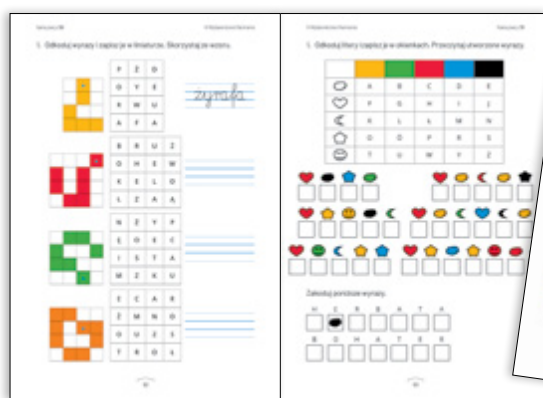 1. Odkoduj wyrazy i zapisz je w liniaturze. Skorzystaj ze wzoru.
P Ż O
O Y E
R W U
A F A
żyrafa
B R U Ż
O H E W
K E L O
Ł Z A Ą
N Ż Y P
Ę O E Ć
I S T A
M Z K U
E C A R
Ż M N O
O U Z S
T R O Ł
1. Odkoduj litery i zapisz je w okienkach. Przeczytaj utworzone wyrazy.
A B C D E
F G H I J
K L Ł M N
O Ó P R S
T U W Y Z
Zakoduj poniższe wyrazy.
H E R B A T A
B O H A T E R